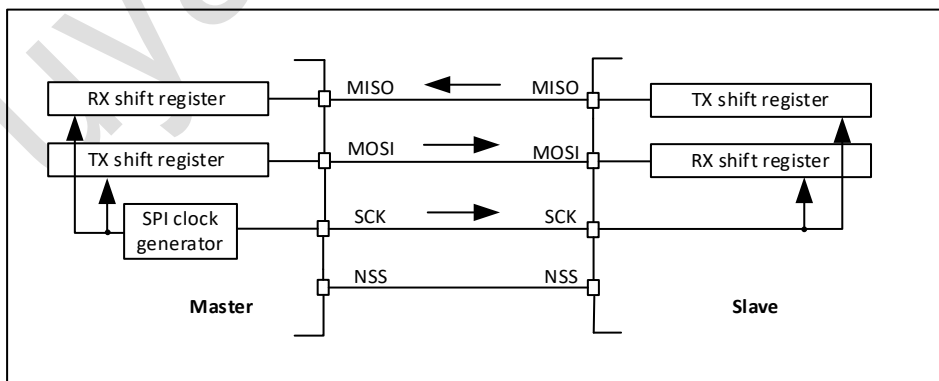 MISO MISO
RX shift register TX shift register
MOSI MOSI
TX shift register RX shift register
SCK SCK
SPI clock
generator
NSS NSS
Master Slave